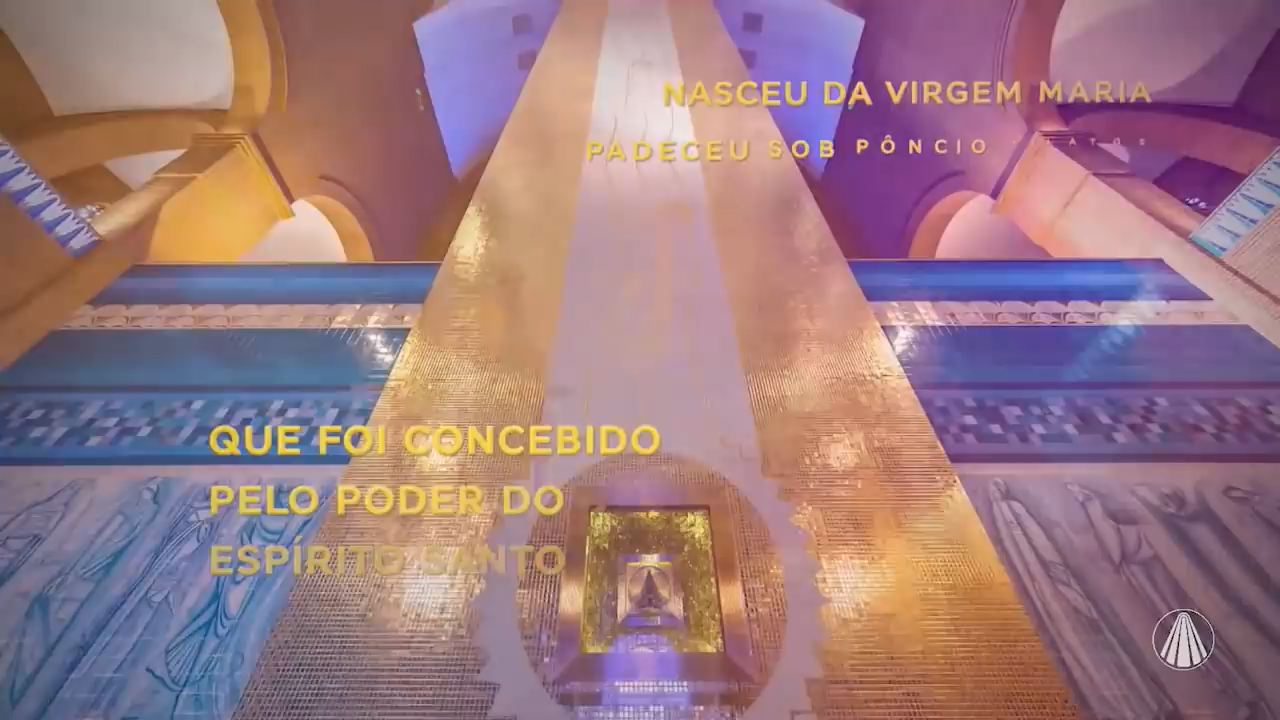 NASCEU DA VIRGEM MARIA
PADECEU SOB PÔNCIO
QUE FOI CONCEBIDO
PELO PODER DO
ESPÍRITO SANTO